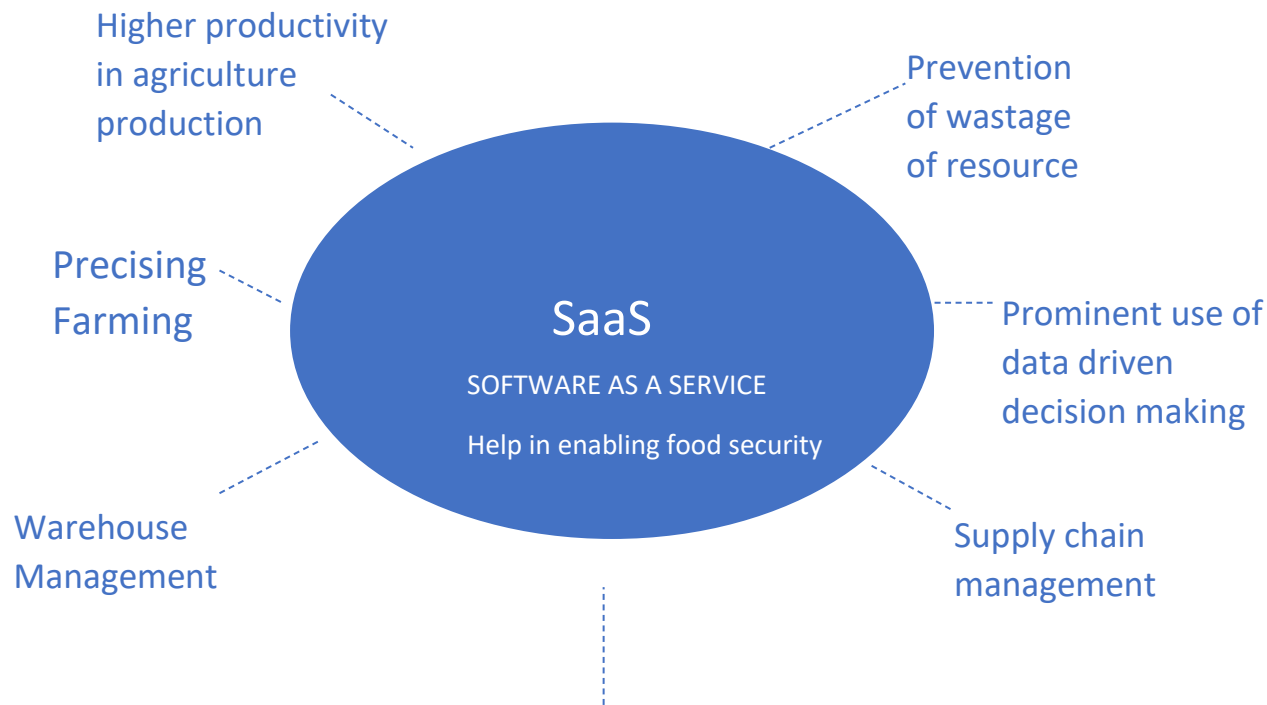 Higher productivity
in agriculture
production
Prevention
of wastage
of resource
Precising
Farming
SaaS
SOFTWARE AS A SERVICE
Help in enabling food security
Prominent use of
data driven
decision making
Warehouse
Management
Supply chain
management